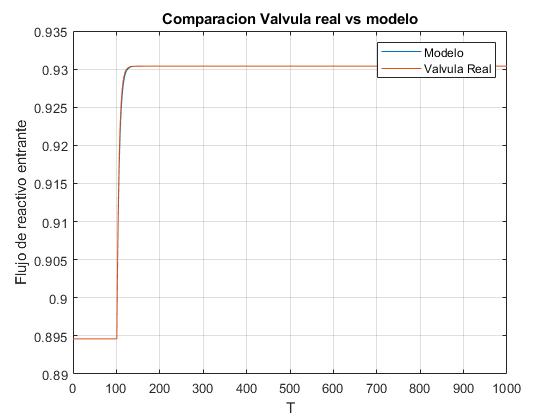 Comparacion Valvula real vs modelo
0.935
0.93
0.925
0.92
0.915
0.91
0.905
0.9
0.895
0.89
Flujo de reactivo entrante
Modelo
Valvula Real
0 100 200 300 400 500 600 700 800 900 1000
T